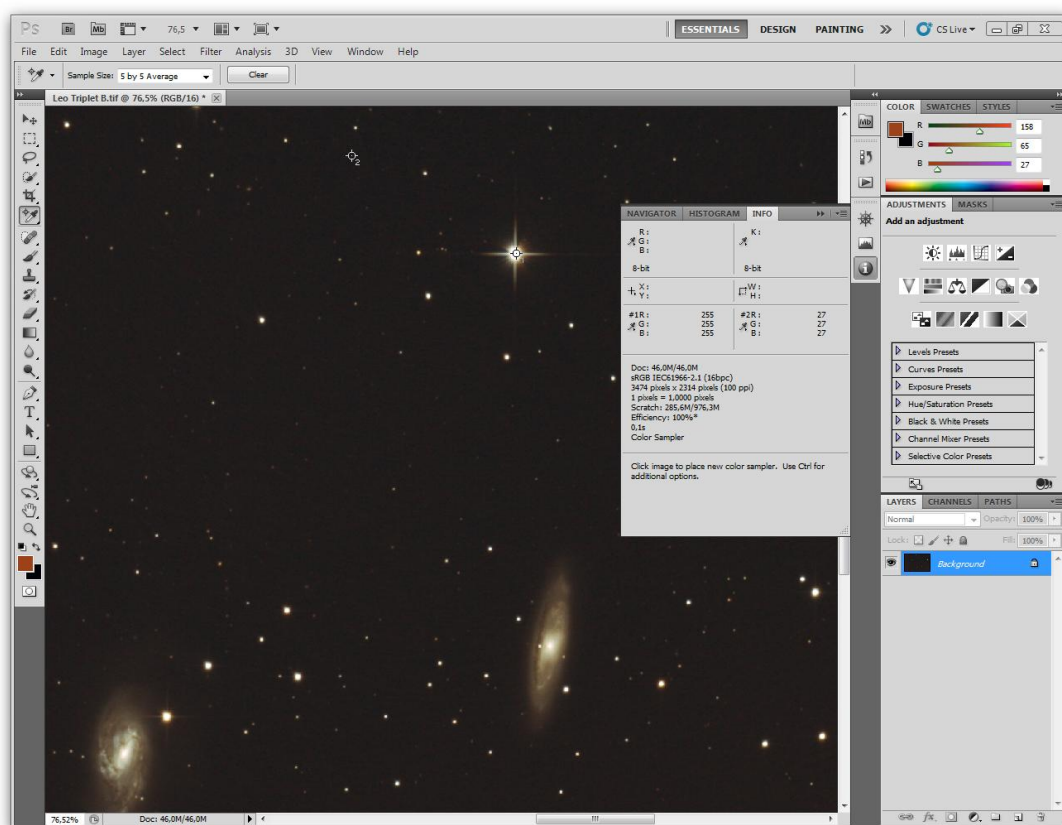 Ps Br Mb 76,5 ESSENTIALS DESIGN PAINTING CS Live
File Edit Image Layer Select Filter Analysis 3D View Window Help
Sample Size: 5 by 5 Average Clear
Leo Triplet B.tif @ 76,5% (RGB/16) *
2
NAVIGATOR HISTOGRAM INFO
R: K:
G:
B:
8-bit 8-bit
X: W:
Y: H:
#1R: 255 #2R: 27
G: 255 G: 27
B: 255 B: 27
Doc: 46,0M/46,0M
sRGB IEC61966-2.1 (16bpc)
3474 pixels x 2314 pixels (100 ppi)
1 pixels = 1,0000 pixels
Scratch: 285,6M/976,3M
Efficiency: 100%*
0,1s
Color Sampler
Click image to place new color sampler. Use Ctrl for
additional options.
Mb
COLOR SWATCHES STYLES
R 158
G 65
B 27
ADJUSTMENTS MASKS
Add an adjustment
Levels Presets
Curves Presets
Exposure Presets
Hue/Saturation Presets
Black & White Presets
Channel Mixer Presets
Selective Color Presets
LAYERS CHANNELS PATHS
Normal Opacity: 100%
Lock: Fill: 100%
Background
T
fx
76,52% Doc: 46,0M/46,0M